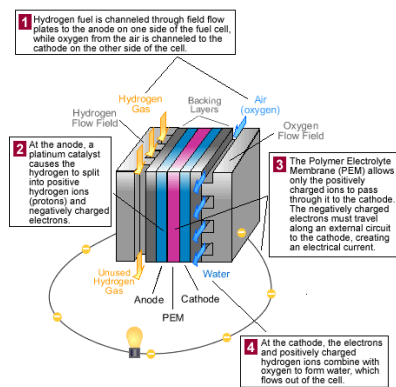 1 Hydrogen fuel is channeled through field flow
plates to the anode on one side of the fuel cell,
while oxygen from the air is channeled to the
cathode on the other side of the cell.
Hydrogen
Gas
Backing
Layers
Air
(oxygen)
Hydrogen
Flow Field
Oxygen
Flow Field
2 At the anode, a
platinum catalyst
causes the
hydrogen to split
into positive
hydrogen ions
(protons) and
negatively charged
electrons.
3 The Polymer Electrolyte
Membrane (PEM) allows
only the positively
charged ions to pass
through it to the cathode.
The negatively charged
electrons must travel
along an external circuit
to the cathode, creating
an electrical current.
Unused
Hydrogen
Gas
Water
Anode
Cathode
PEM
4 At the cathode, the electrons
and positively charged
hydrogen ions combine with
oxygen to form water, which
flows out of the cell.